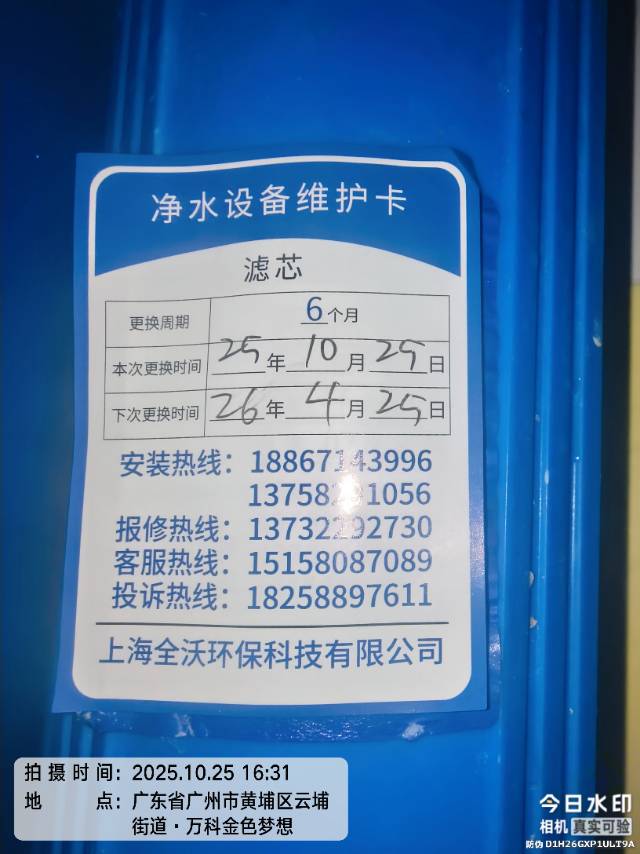 净水设备维护卡
滤芯
更换周期 6个月
本次更换时间 25年10月25日
下次更换时间 26年4月25日
安装热线：18867143996
报修热线：13732292730
客服热线：15158087089
投诉热线：18258897611
上海全沃环保科技有限公司
拍摄时间：2025.10.25 16:31
地点：广东省广州市黄埔区云埔
街道·万科金色梦想
今日水印
相机 真实可验
防伪 D1H26GXP1ULT9A